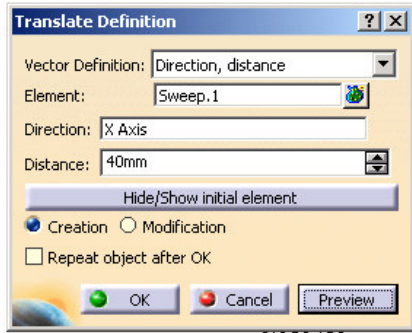 Translate Definition
Vector Definition: Direction, distance
Element: Sweep.1
Direction: X Axis
Distance: 40mm
Hide/Show initial element
Creation Modification
Repeat object after OK
OK Cancel Preview